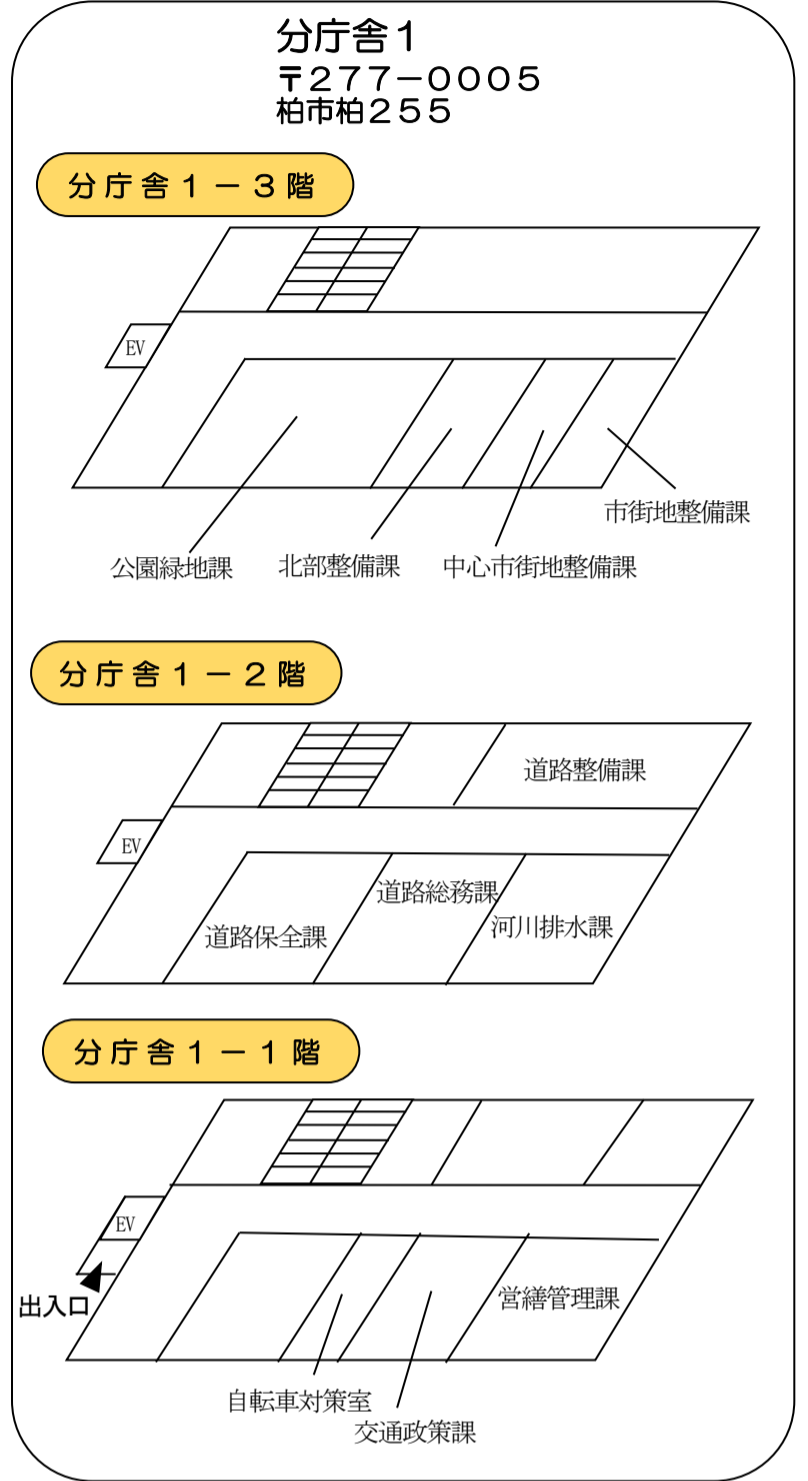 分庁舎１
〒２７７－０００５
柏市柏２５５
分庁舎１－３階
EV
市街地整備課
公園緑地課
北部整備課
中心市街地整備課
分庁舎１－２階
道路整備課
EV
道路総務課
道路保全課
河川排水課
分庁舎１－１階
EV
出入口
営繕管理課
自転車対策室
交通政策課